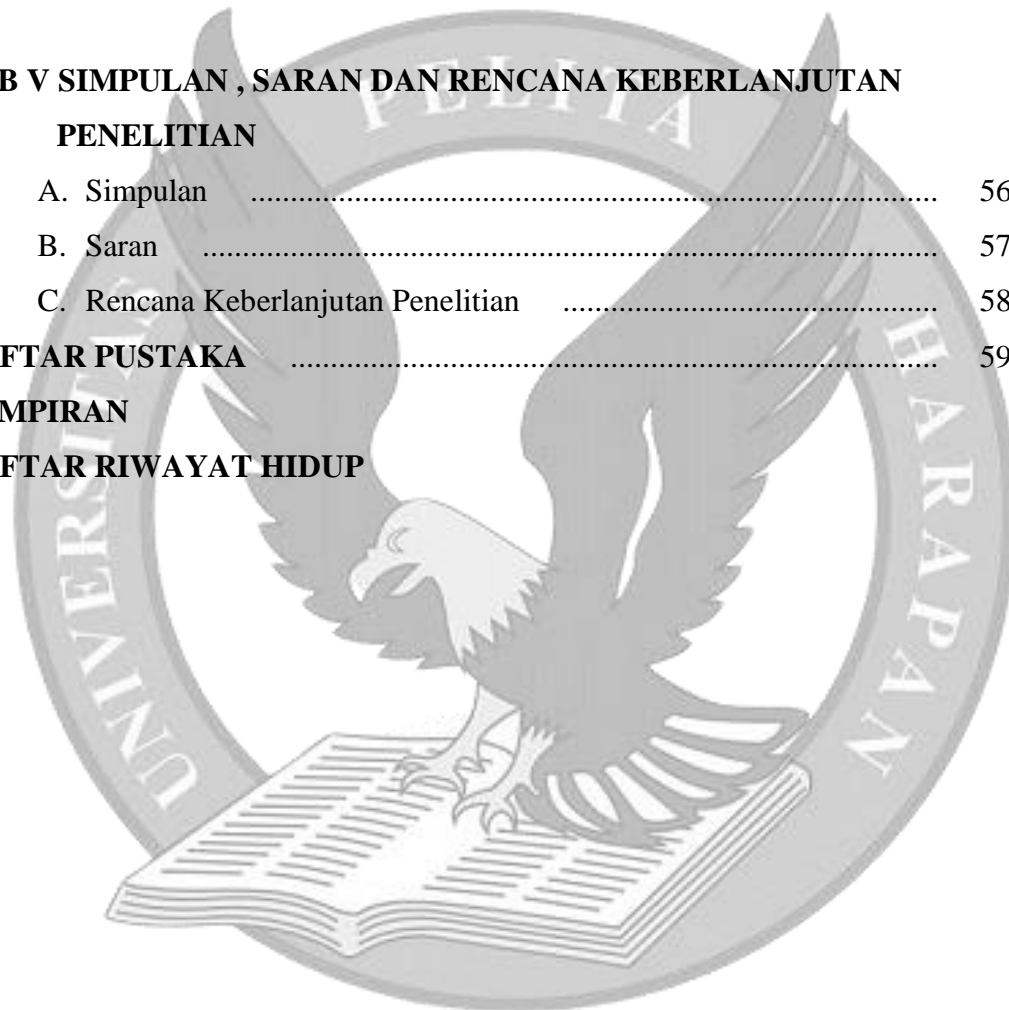 B V SIMPULAN , SARAN DAN RENCANA KEBERLANJUTAN
PENELITIAN
A. Simpulan ........................................................................................ 56
B. Saran .............................................................................................. 57
C. Rencana Keberlanjutan Penelitian ................................................ 58
FTAR PUSTAKA ................................................................................... 59
MPIRAN
FTAR RIWAYAT HIDUP
UNIVERSITAS PELITA HARAPAN